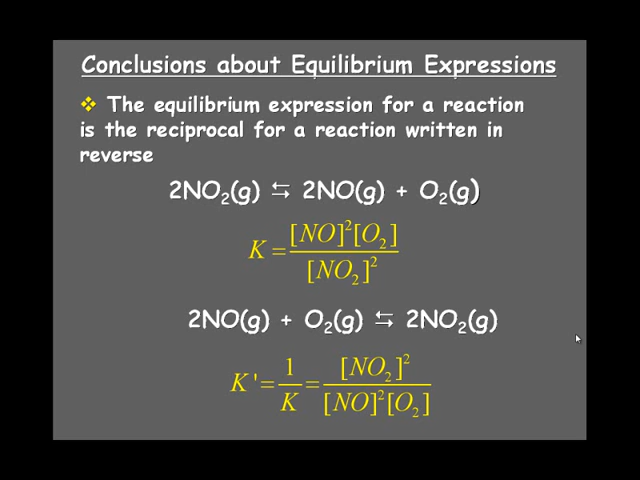 Conclusions about Equilibrium Expressions
❖ The equilibrium expression for a reaction
is the reciprocal for a reaction written in
reverse
2NO₂(g) ⇆ 2NO(g) + O₂(g)
K = [NO]²[O₂] / [NO₂]²
2NO(g) + O₂(g) ⇆ 2NO₂(g)
K' = 1 / K = [NO₂]² / [NO]²[O₂]